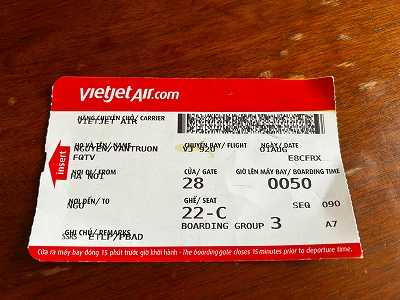 vietjetAir.com
HÃNG CHUYÊN CHỞ / CARRIER
VIETJET AIR
HỌ VÀ TÊN/ NAME
NGUYEN/VANTRUON
FQTV
CHUYẾN BAY/ FLIGHT
VJ 920
NGÀY / DATE
01AUG
E8CFRX
insert
NƠI ĐI/ FROM
HA NOI
CỬA/ GATE
28
GIỜ LÊN MÁY BAY/ BOARDING TIME
0050
NƠI ĐẾN/ TO
NGO
GHẾ/ SEAT
22-C
SEQ 090
BOARDING GROUP 3
A7
GHI CHÚ/ REMARKS
SSRS ETLP/PBAD
Cửa ra máy bay đóng 15 phút trước giờ khởi hành - The boarding gate closes 15 minutes prior to departure time.